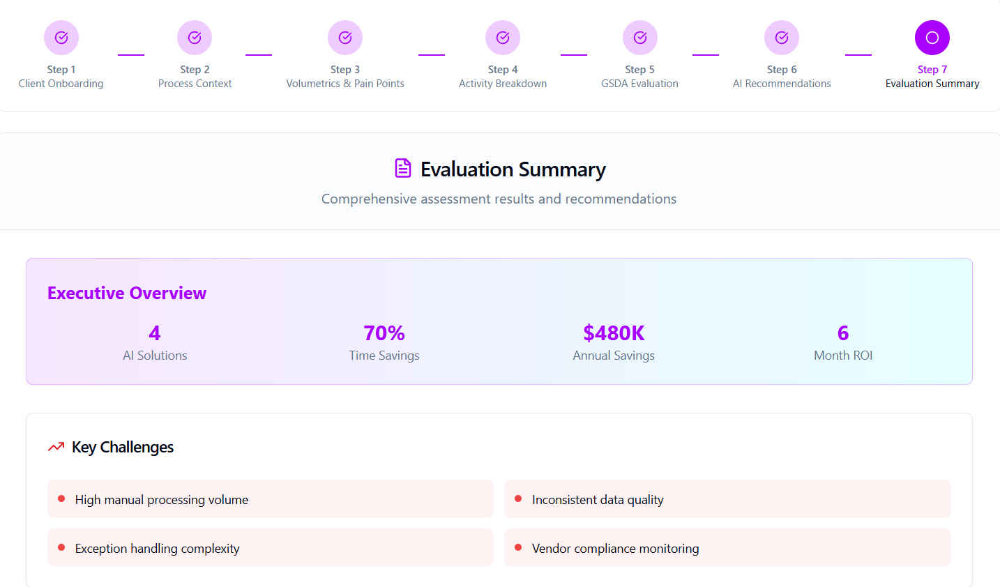 Step 1
Client Onboarding
Step 2
Process Context
Step 3
Volumetrics & Pain Points
Step 4
Activity Breakdown
Step 5
GSDA Evaluation
Step 6
AI Recommendations
Step 7
Evaluation Summary
Evaluation Summary
Comprehensive assessment results and recommendations
Executive Overview
4
AI Solutions
70%
Time Savings
$480K
Annual Savings
6
Month ROI
Key Challenges
High manual processing volume
Inconsistent data quality
Exception handling complexity
Vendor compliance monitoring